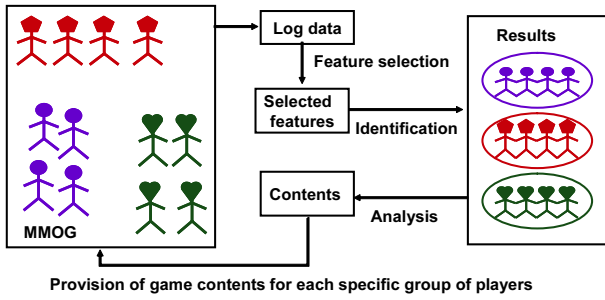 Log data
Results
Feature selection
Selected
features
Identification
Contents
Analysis
MMOG
Provision of game contents for each specific group of players